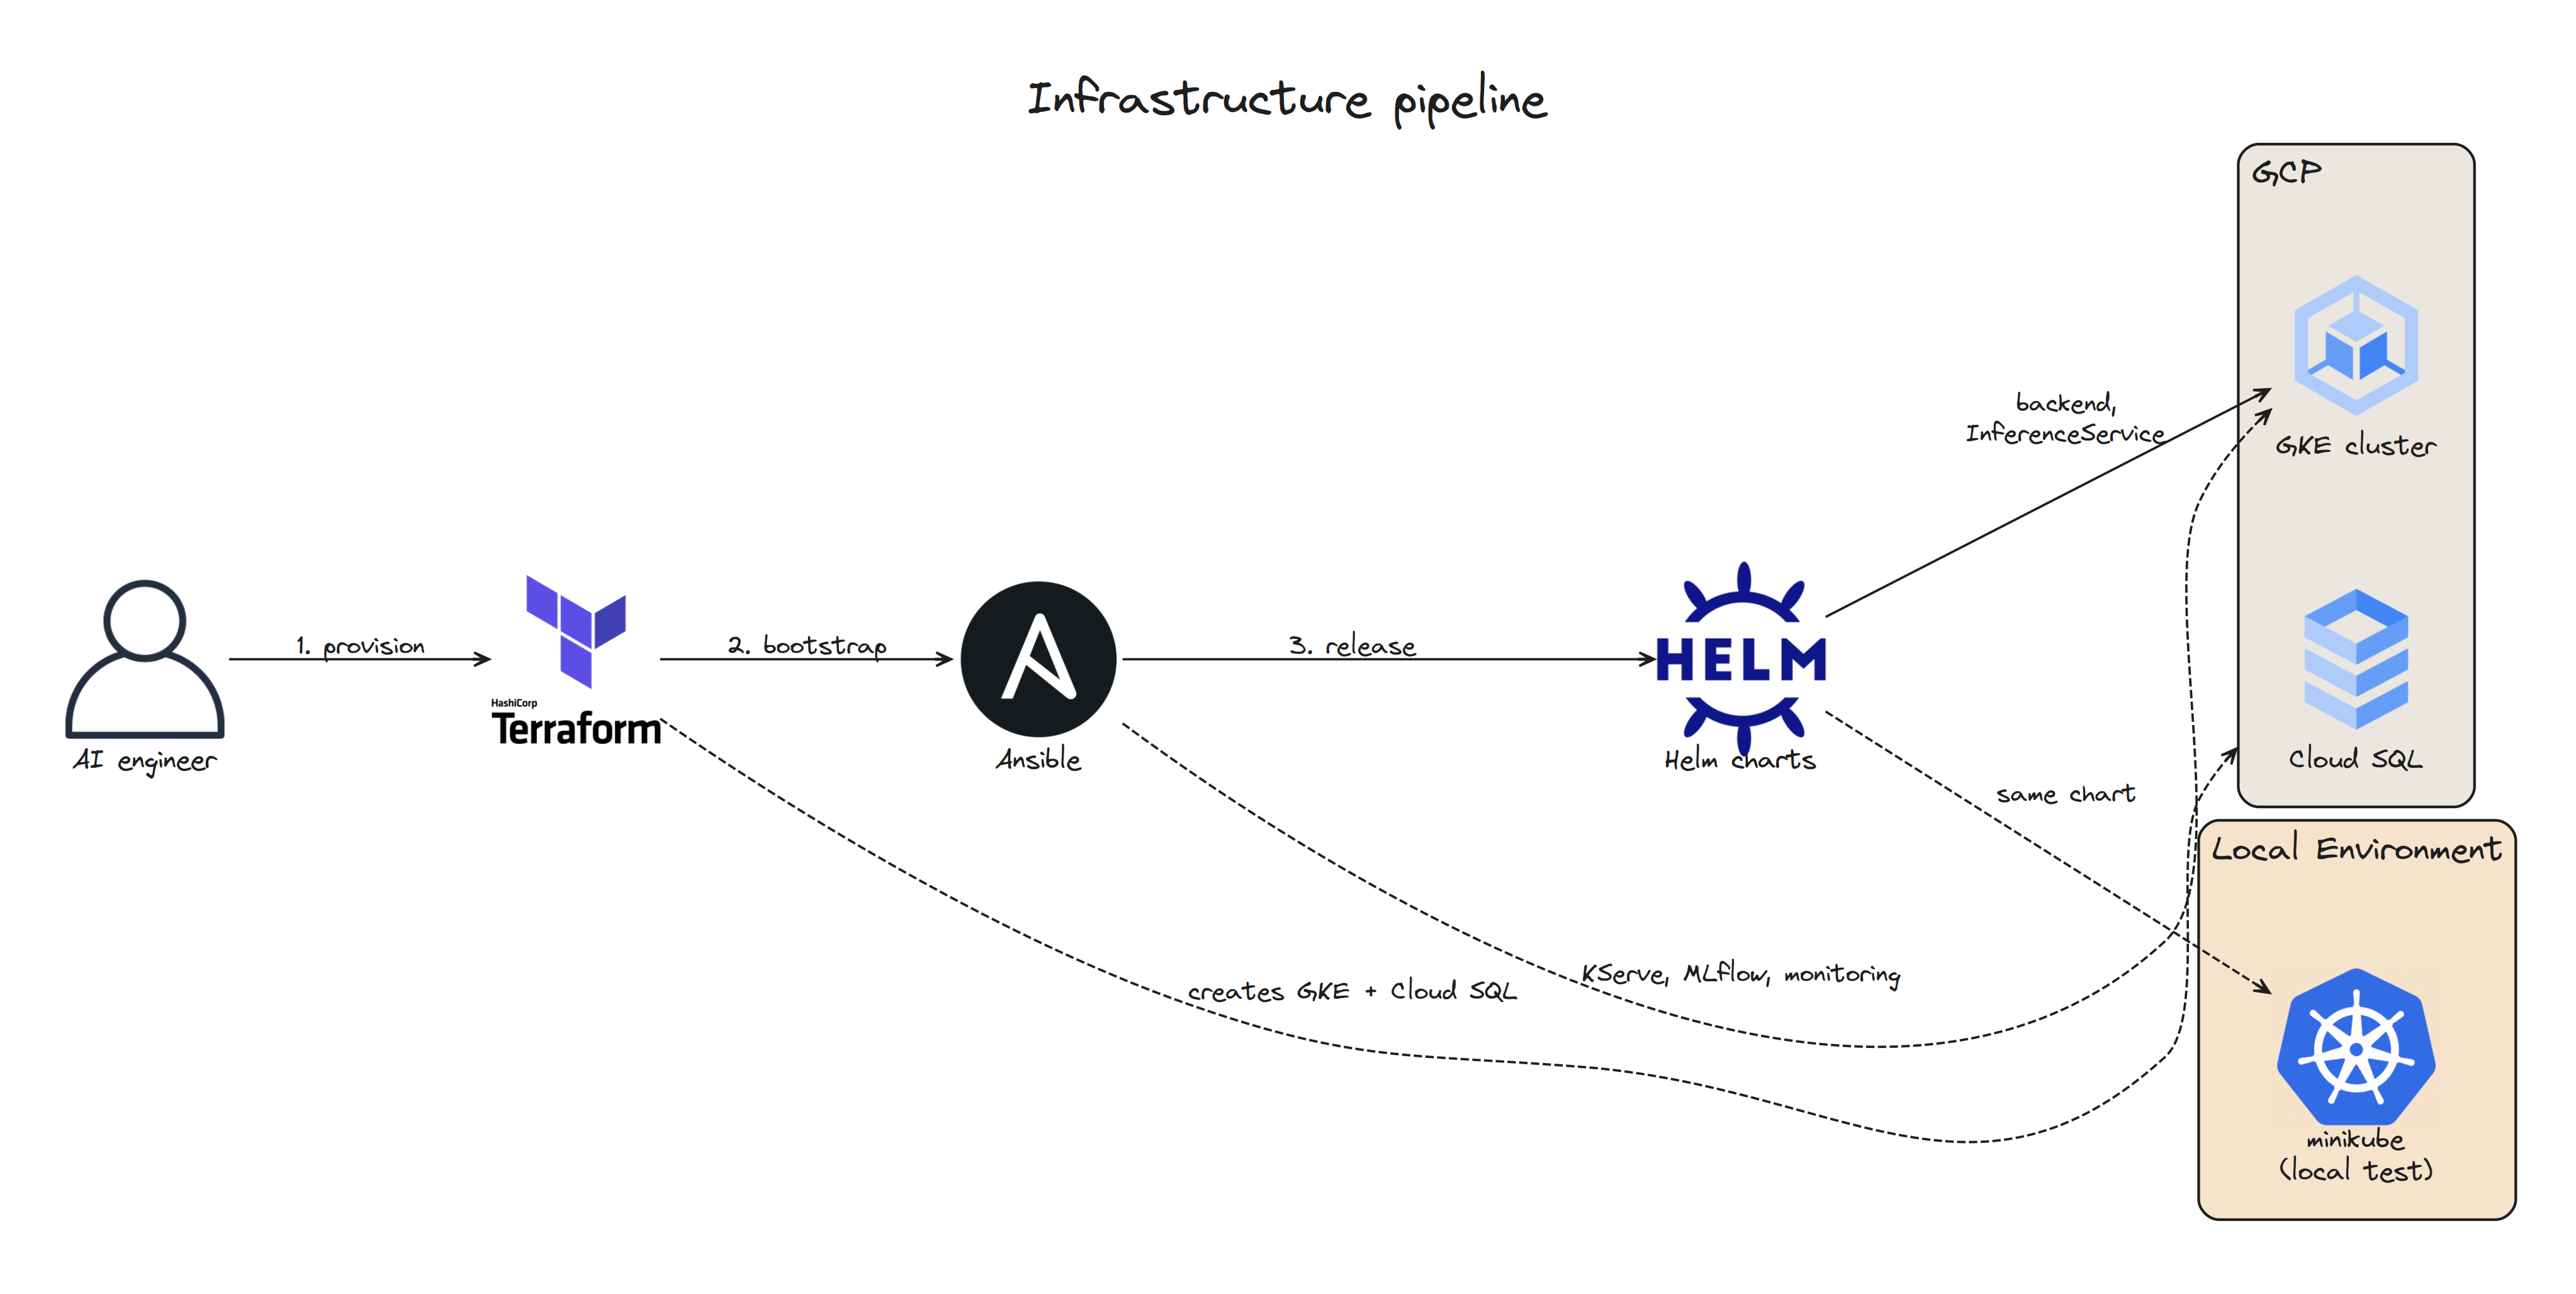 Infrastructure pipeline
GCP
backend,
InferenceService
GKE cluster
1. provision
2. bootstrap
3. release
HELM
HashiCorp
Terraform
AI engineer
Ansible
Helm charts
Cloud SQL
same chart
Local Environment
creates GKE + Cloud SQL
KServe, MLflow, monitoring
minikube
(local test)